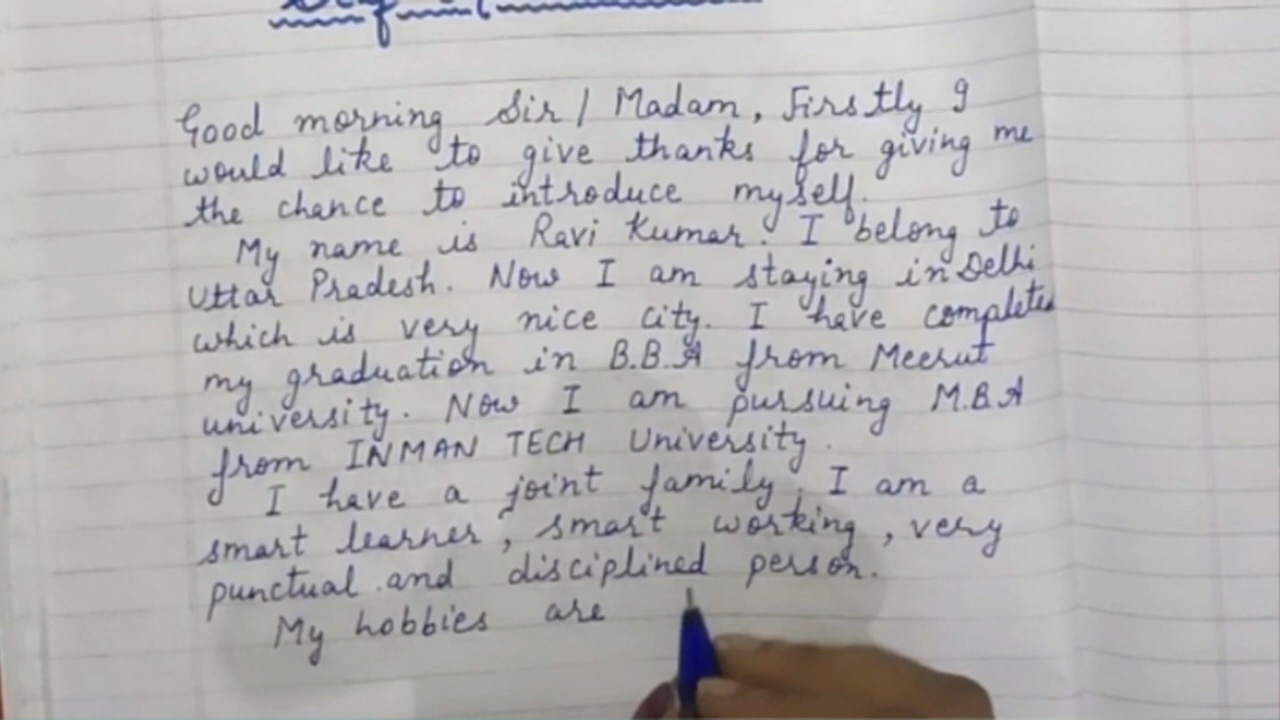 Good morning Sir / Madam, Firstly I
would like to give thanks for giving me
the chance to introduce myself.
My name is Ravi Kumar. I belong to
Uttar Pradesh. Now I am staying in Delhi
which is very nice city. I have completed
my graduation in B.B.A from Meerut
university. Now I am pursuing M.B.A
from INMAN TECH University.
I have a joint family. I am a
smart learner, smart working, very
punctual and disciplined person.
My hobbies are